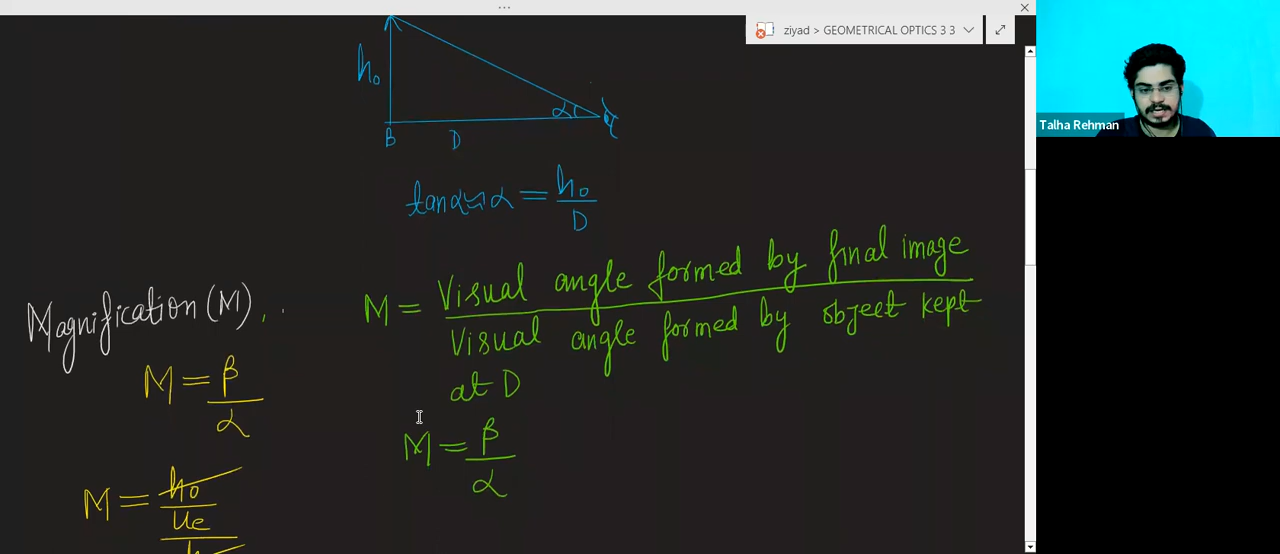 ziyad > GEOMETRICAL OPTICS 3 3
Talha Rehman
h₀
α
B
D
tanα≈α = h₀/D
M = Visual angle formed by final image
Visual angle formed by object kept
at D
M = β/α
Magnification (M)
M = β/α
M = h₀/ue